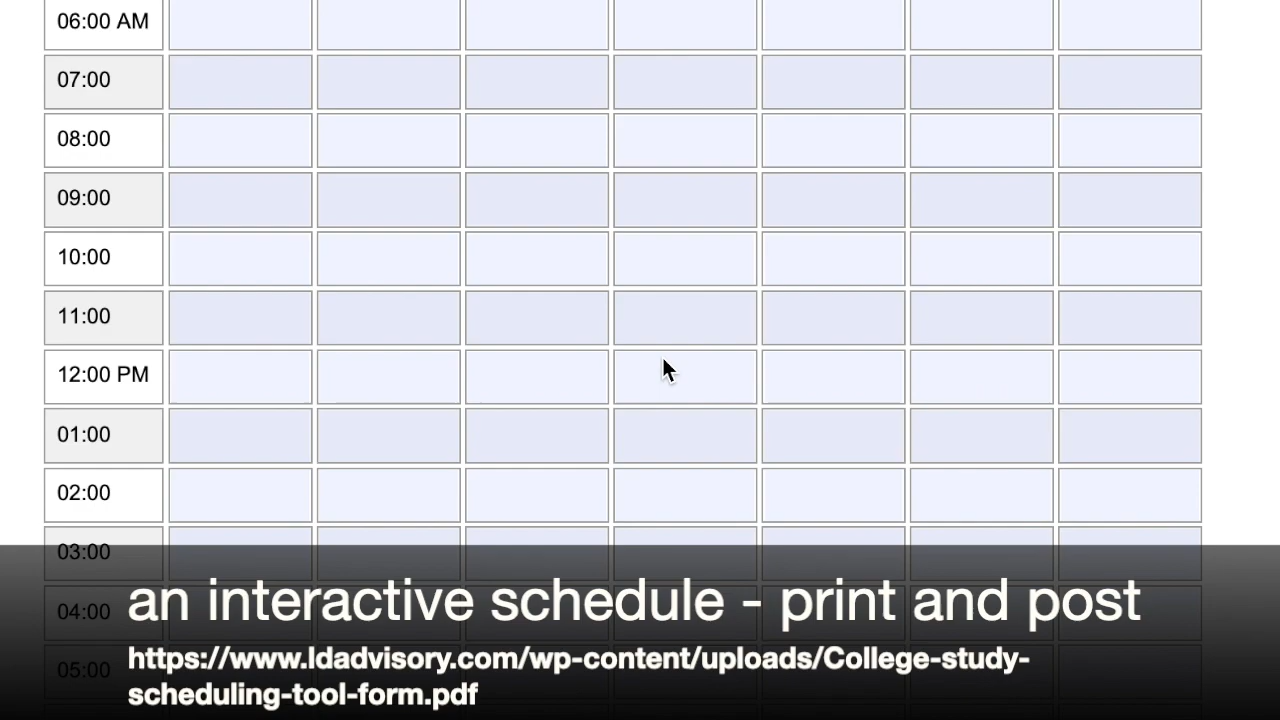 06:00 AM
07:00
08:00
09:00
10:00
11:00
12:00 PM
01:00
02:00
03:00
04:00
05:00
an interactive schedule - print and post
https://www.ldadvisory.com/wp-content/uploads/College-study-
scheduling-tool-form.pdf